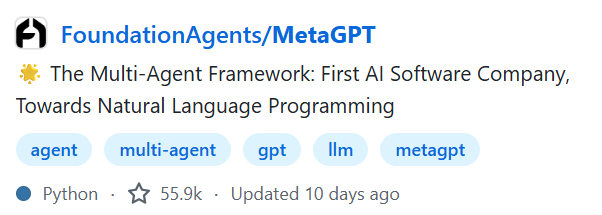 FoundationAgents/MetaGPT
🌟 The Multi-Agent Framework: First AI Software Company,
Towards Natural Language Programming
agent multi-agent gpt llm metagpt
Python · 55.9k · Updated 10 days ago